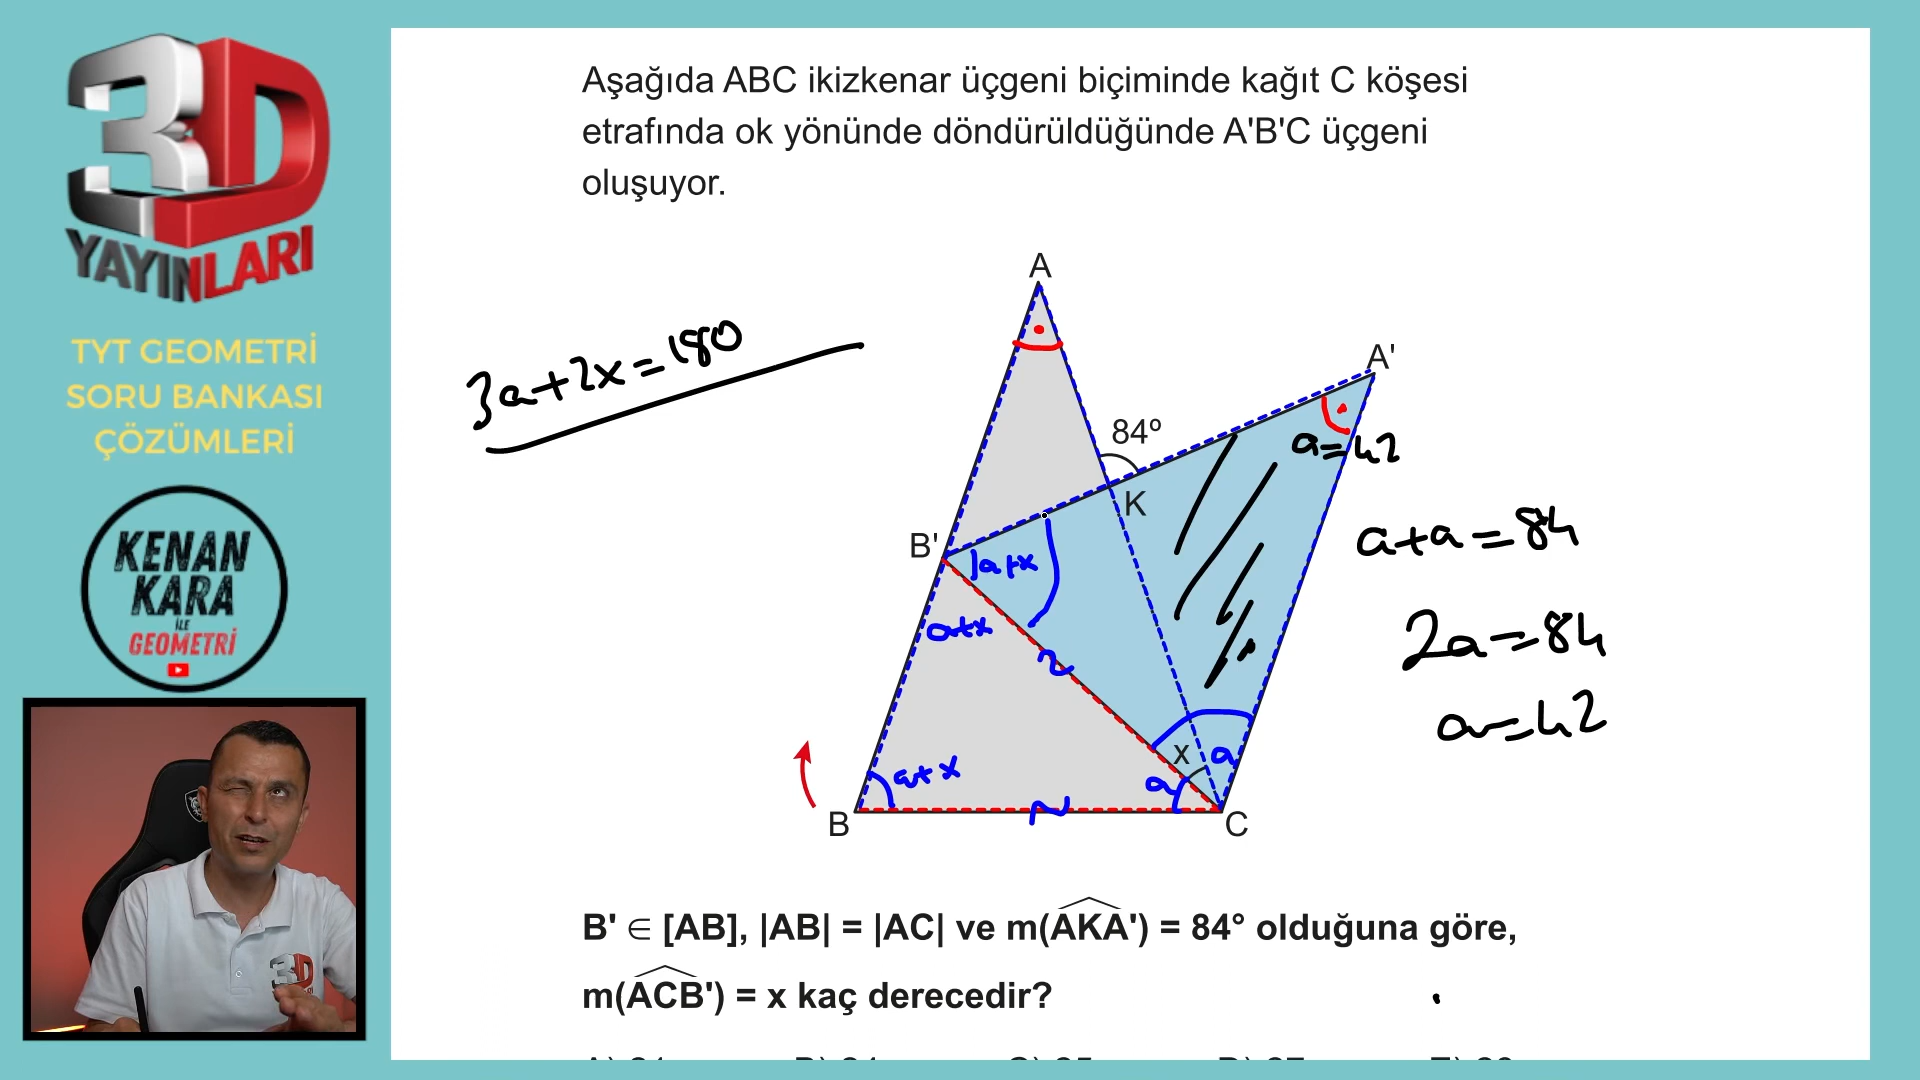 3D
YAYINLARI
TYT GEOMETRİ
SORU BANKASI
ÇÖZÜMLERİ
KENAN
KARA
İLE
GEOMETRİ
Aşağıda ABC ikizkenar üçgeni biçiminde kağıt C köşesi
etrafında ok yönünde döndürüldüğünde A'B'C üçgeni
oluşuyor.
A
3a+2x=180
A'
84º
a=42
K
a+a=84
B'
a+x
a+x
2a=84
a=42
x
a
a+x
a
B
C
B' ∈ [AB], |AB| = |AC| ve m(AKA') = 84° olduğuna göre,
m(ACB') = x kaç derecedir?
3D